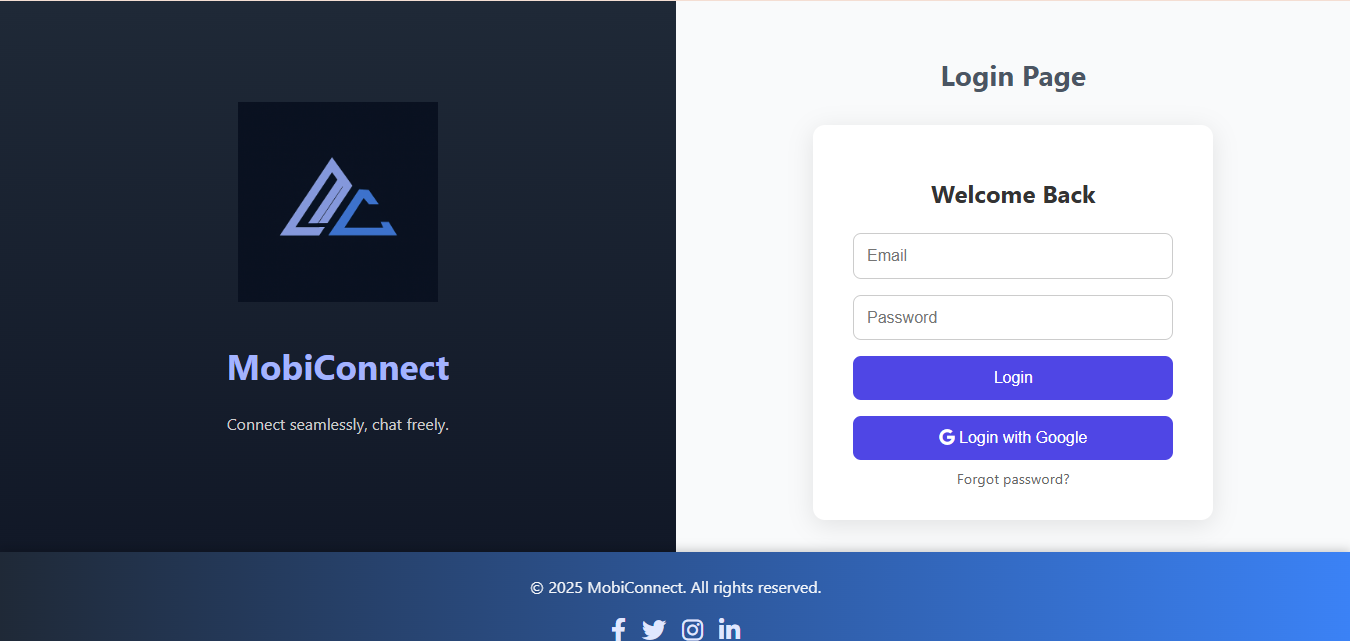 MobiConnect
Connect seamlessly, chat freely.
Login Page
Welcome Back
Email
Password
Login
G Login with Google
Forgot password?
© 2025 MobiConnect. All rights reserved.